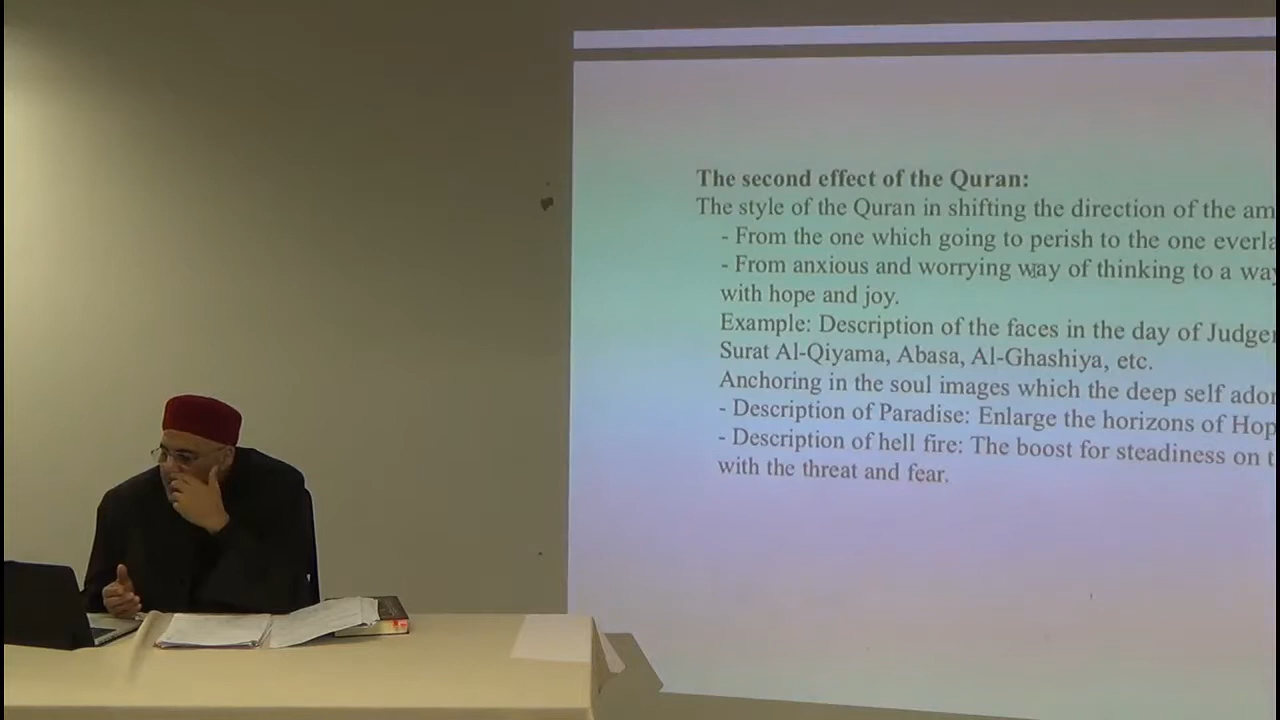 The second effect of the Quran:
The style of the Quran in shifting the direction of the am
- From the one which going to perish to the one everla
- From anxious and worrying way of thinking to a way
with hope and joy.
Example: Description of the faces in the day of Judgem
Surat Al-Qiyama, Abasa, Al-Ghashiya, etc.
Anchoring in the soul images which the deep self ador
- Description of Paradise: Enlarge the horizons of Hop
- Description of hell fire: The boost for steadiness on t
with the threat and fear.